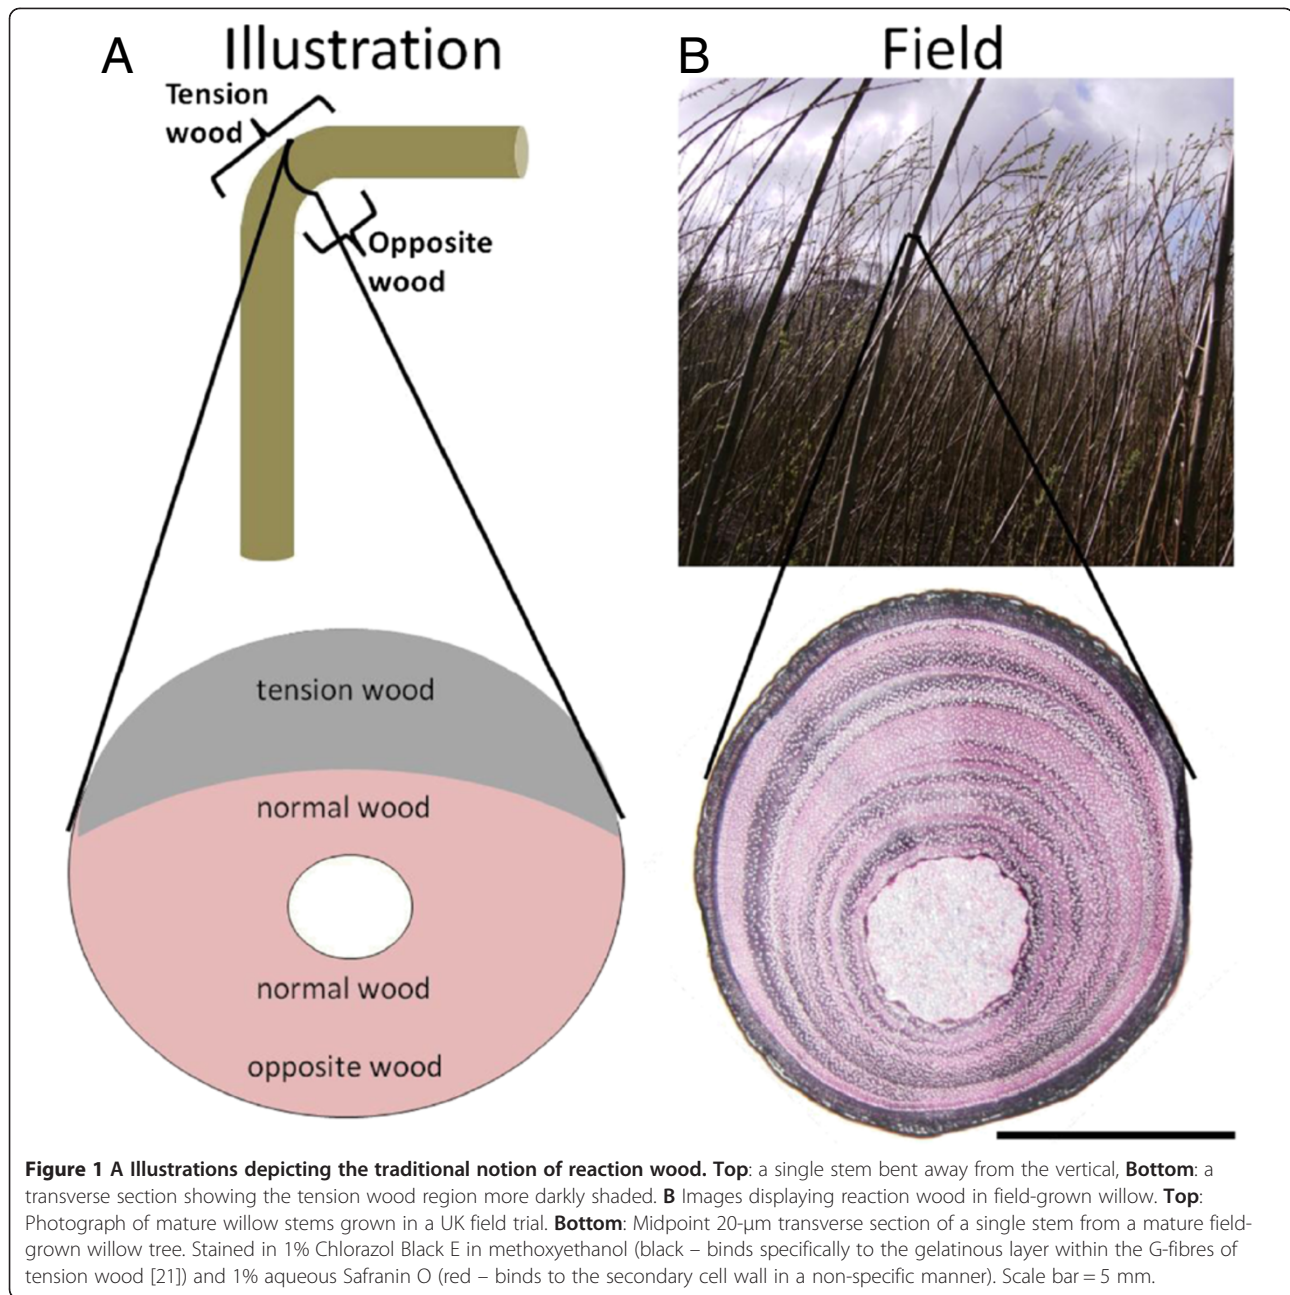 A Illustration
Tension
wood
Opposite
wood
tension wood
normal wood
normal wood
opposite wood
B Field
Figure 1 A Illustrations depicting the traditional notion of reaction wood. Top: a single stem bent away from the vertical, Bottom: a
transverse section showing the tension wood region more darkly shaded. B Images displaying reaction wood in field-grown willow. Top:
Photograph of mature willow stems grown in a UK field trial. Bottom: Midpoint 20-μm transverse section of a single stem from a mature field-
grown willow tree. Stained in 1% Chlorazol Black E in methoxyethanol (black – binds specifically to the gelatinous layer within the G-fibres of
tension wood [21]) and 1% aqueous Safranin O (red – binds to the secondary cell wall in a non-specific manner). Scale bar = 5 mm.